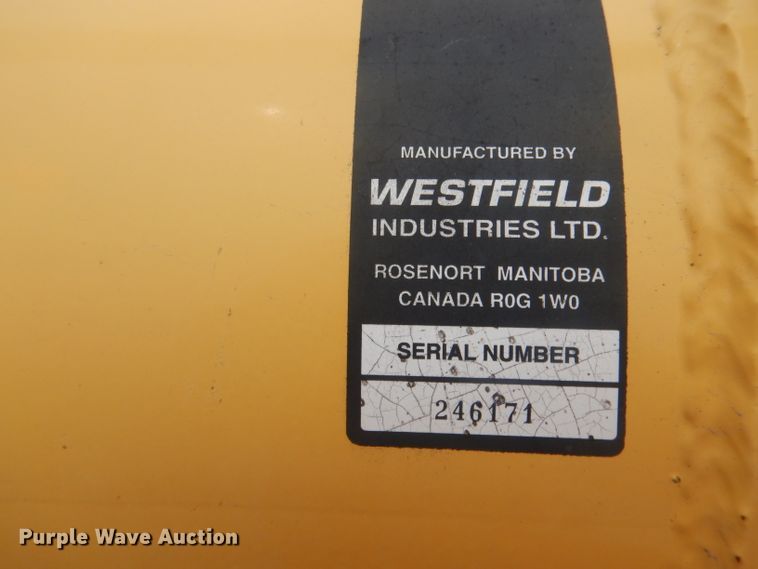 MANUFACTURED BY
WESTFIELD
INDUSTRIES LTD.
ROSENORT MANITOBA
CANADA R0G 1W0
SERIAL NUMBER
246171
Purple Wave Auction®